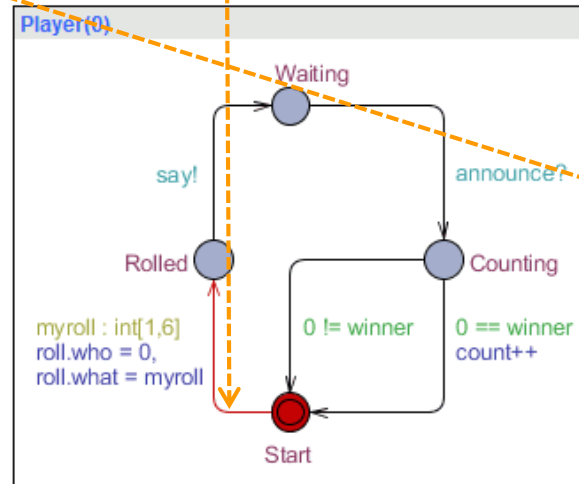 Player(0)
Waiting
say!
announce?
Rolled
Counting
myroll : int[1,6]
roll.who = 0,
roll.what = myroll
0 != winner
0 == winner
count++
Start